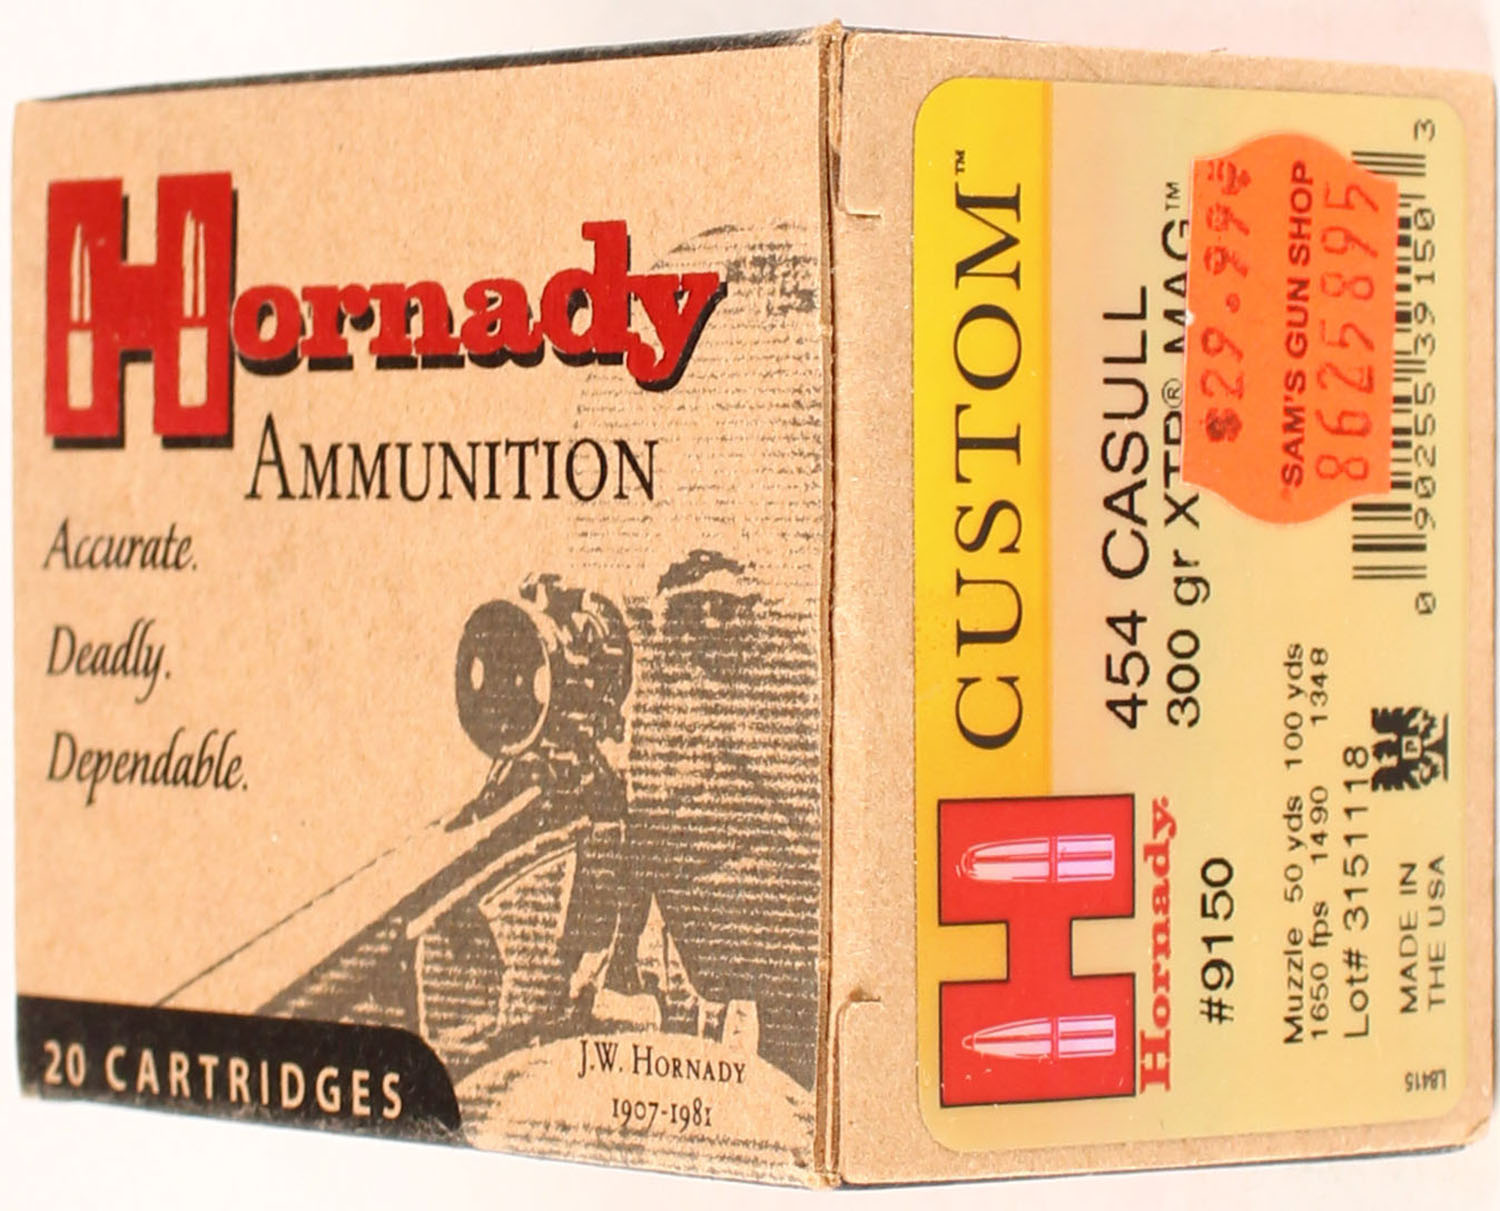 Hornady
AMMUNITION
Accurate.
Deadly.
Dependable.
20 CARTRIDGES
J.W. HORNADY
1907-1981
CUSTOM™
454 CASULL
300 gr XTP® MAG™
Hornady.
#9150
Muzzle 50 yds 100 yds
1650 fps 1490 1348
Lot# 3151118
MADE IN
THE USA
L8415
0 90255 39150 3
$29.99
SAM'S GUN SHOP
8625895